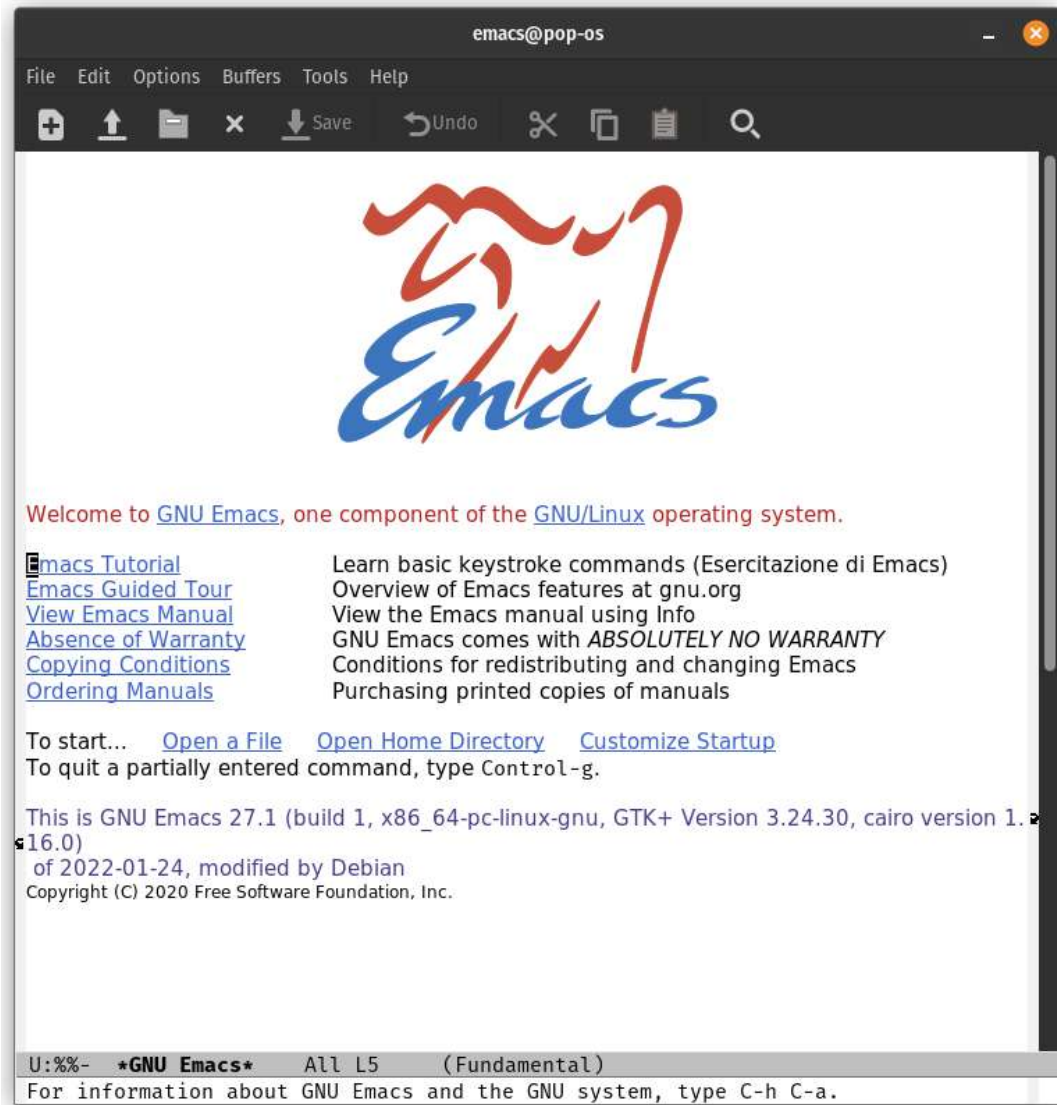 emacs@pop-os
File Edit Options Buffers Tools Help
Save Undo
Emacs
Welcome to GNU Emacs, one component of the GNU/Linux operating system.
Emacs Tutorial Learn basic keystroke commands (Esercitazione di Emacs)
Emacs Guided Tour Overview of Emacs features at gnu.org
View Emacs Manual View the Emacs manual using Info
Absence of Warranty GNU Emacs comes with ABSOLUTELY NO WARRANTY
Copying Conditions Conditions for redistributing and changing Emacs
Ordering Manuals Purchasing printed copies of manuals
To start... Open a File Open Home Directory Customize Startup
To quit a partially entered command, type Control-g.
This is GNU Emacs 27.1 (build 1, x86_64-pc-linux-gnu, GTK+ Version 3.24.30, cairo version 1.
16.0)
of 2022-01-24, modified by Debian
Copyright (C) 2020 Free Software Foundation, Inc.
U:%%- *GNU Emacs* All L5 (Fundamental)
For information about GNU Emacs and the GNU system, type C-h C-a.